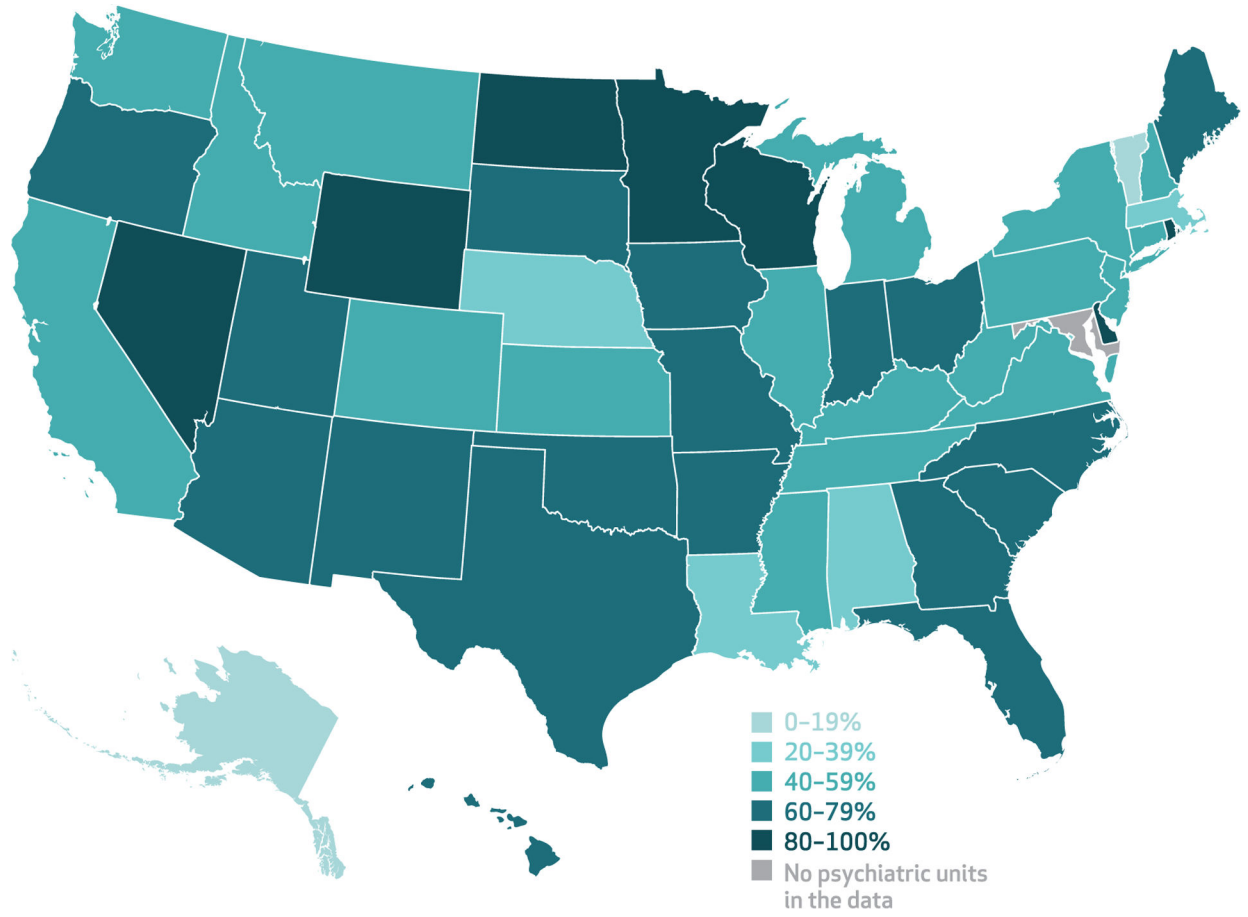 0–19%
20–39%
40–59%
60–79%
80–100%
No psychiatric units
in the data